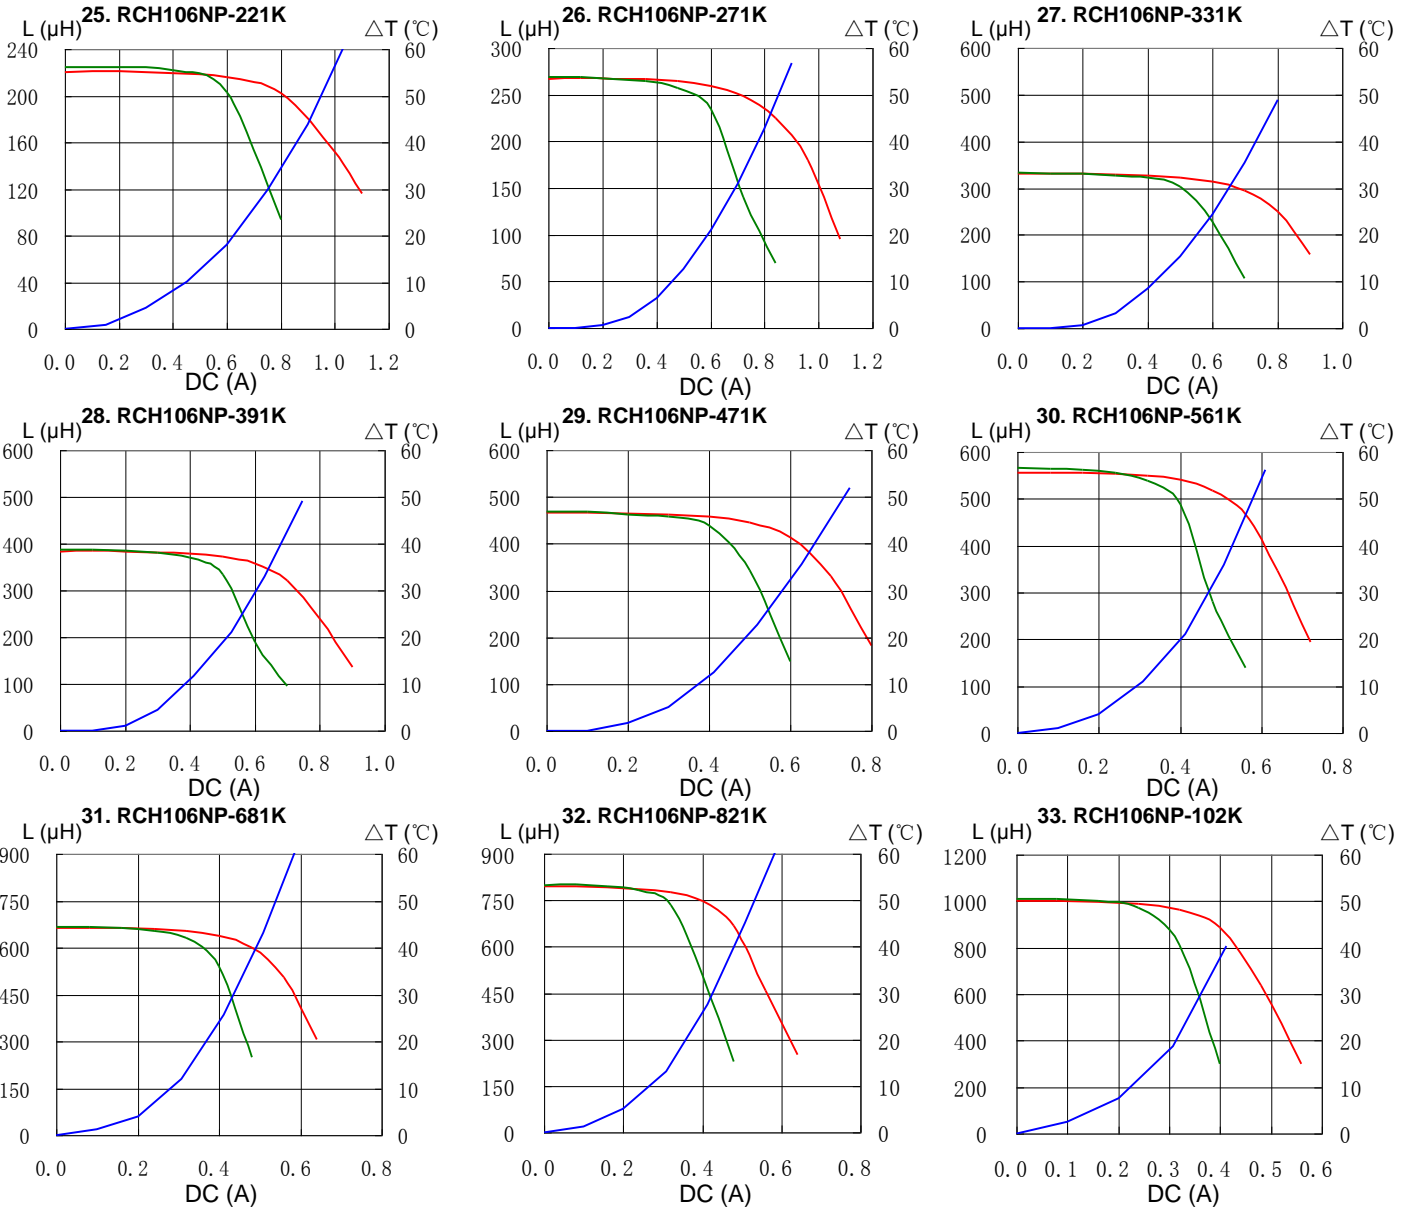 25. RCH106NP-221K
L (μH)
△T (℃)
240
200
160
120
80
40
0
60
50
40
30
20
10
0
0.0 0.2 0.4 0.6 0.8 1.0 1.2
DC (A)
26. RCH106NP-271K
L (μH)
△T (℃)
300
250
200
150
100
50
0
60
50
40
30
20
10
0
0.0 0.2 0.4 0.6 0.8 1.0 1.2
DC (A)
27. RCH106NP-331K
L (μH)
△T (℃)
600
500
400
300
200
100
0
60
50
40
30
20
10
0
0.0 0.2 0.4 0.6 0.8 1.0
DC (A)
28. RCH106NP-391K
L (μH)
△T (℃)
600
500
400
300
200
100
0
60
50
40
30
20
10
0
0.0 0.2 0.4 0.6 0.8 1.0
DC (A)
29. RCH106NP-471K
L (μH)
△T (℃)
600
500
400
300
200
100
0
60
50
40
30
20
10
0
0.0 0.2 0.4 0.6 0.8
DC (A)
30. RCH106NP-561K
L (μH)
△T (℃)
600
500
400
300
200
100
0
60
50
40
30
20
10
0
0.0 0.2 0.4 0.6 0.8
DC (A)
31. RCH106NP-681K
L (μH)
△T (℃)
900
750
600
450
300
150
0
60
50
40
30
20
10
0
0.0 0.2 0.4 0.6 0.8
DC (A)
32. RCH106NP-821K
L (μH)
△T (℃)
900
750
600
450
300
150
0
60
50
40
30
20
10
0
0.0 0.2 0.4 0.6 0.8
DC (A)
33. RCH106NP-102K
L (μH)
△T (℃)
1200
1000
800
600
400
200
0
60
50
40
30
20
10
0
0.0 0.1 0.2 0.3 0.4 0.5 0.6
DC (A)